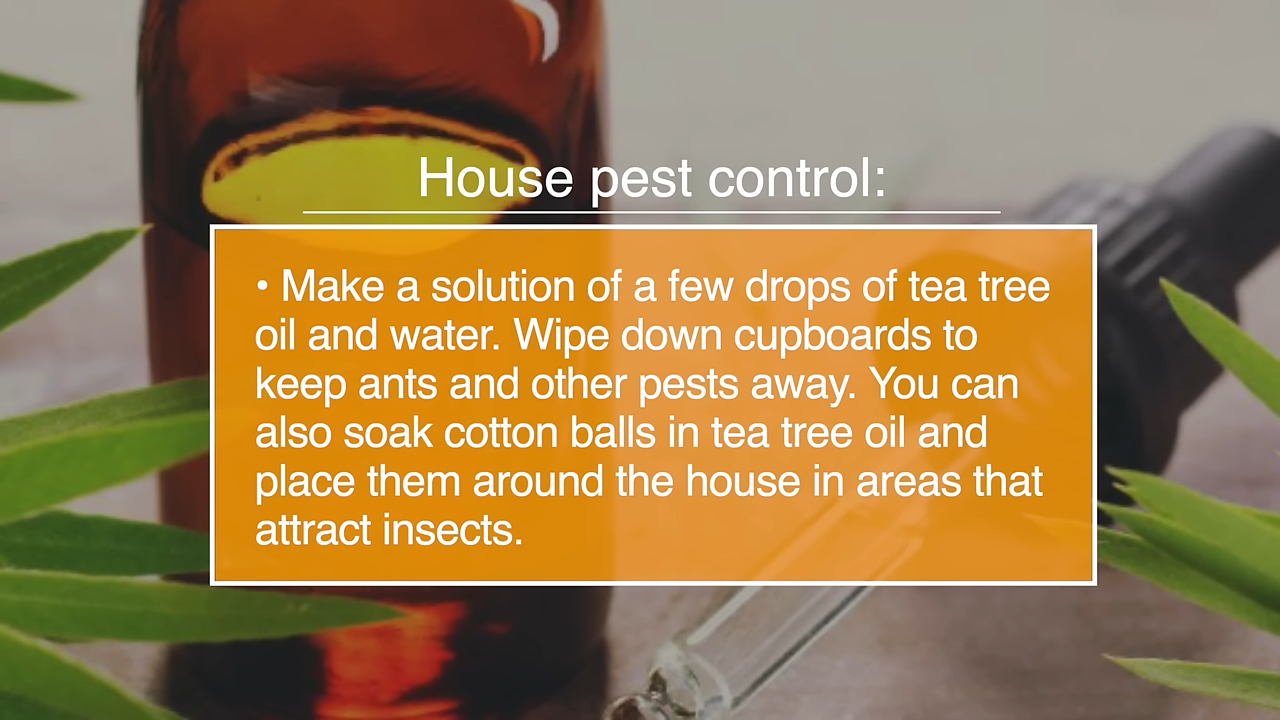 House pest control:
• Make a solution of a few drops of tea tree
oil and water. Wipe down cupboards to
keep ants and other pests away. You can
also soak cotton balls in tea tree oil and
place them around the house in areas that
attract insects.